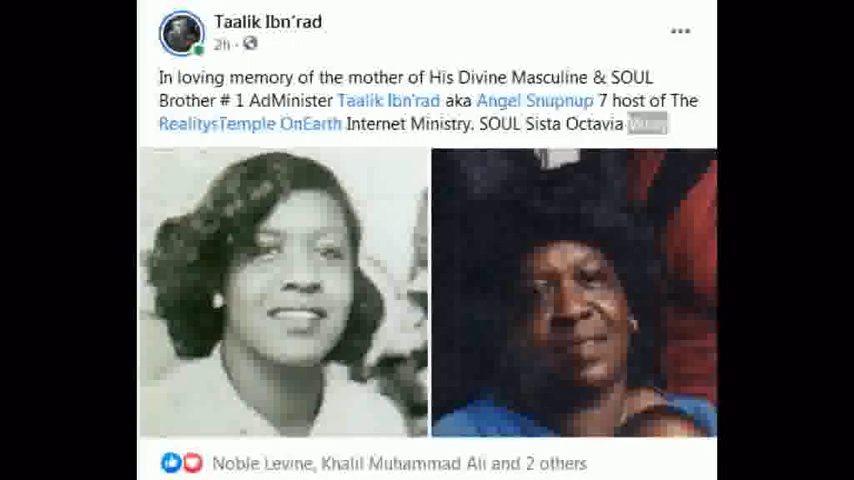 Taalik Ibn'rad
2h ·
In loving memory of the mother of His Divine Masculine & SOUL
Brother # 1 AdMinister Taalik Ibn'rad aka Angel Snupnup 7 host of The
RealitysTemple OnEarth Internet Ministry. SOUL Sista Octavia
Noble Levine, Khalil Muhammad Ali and 2 others